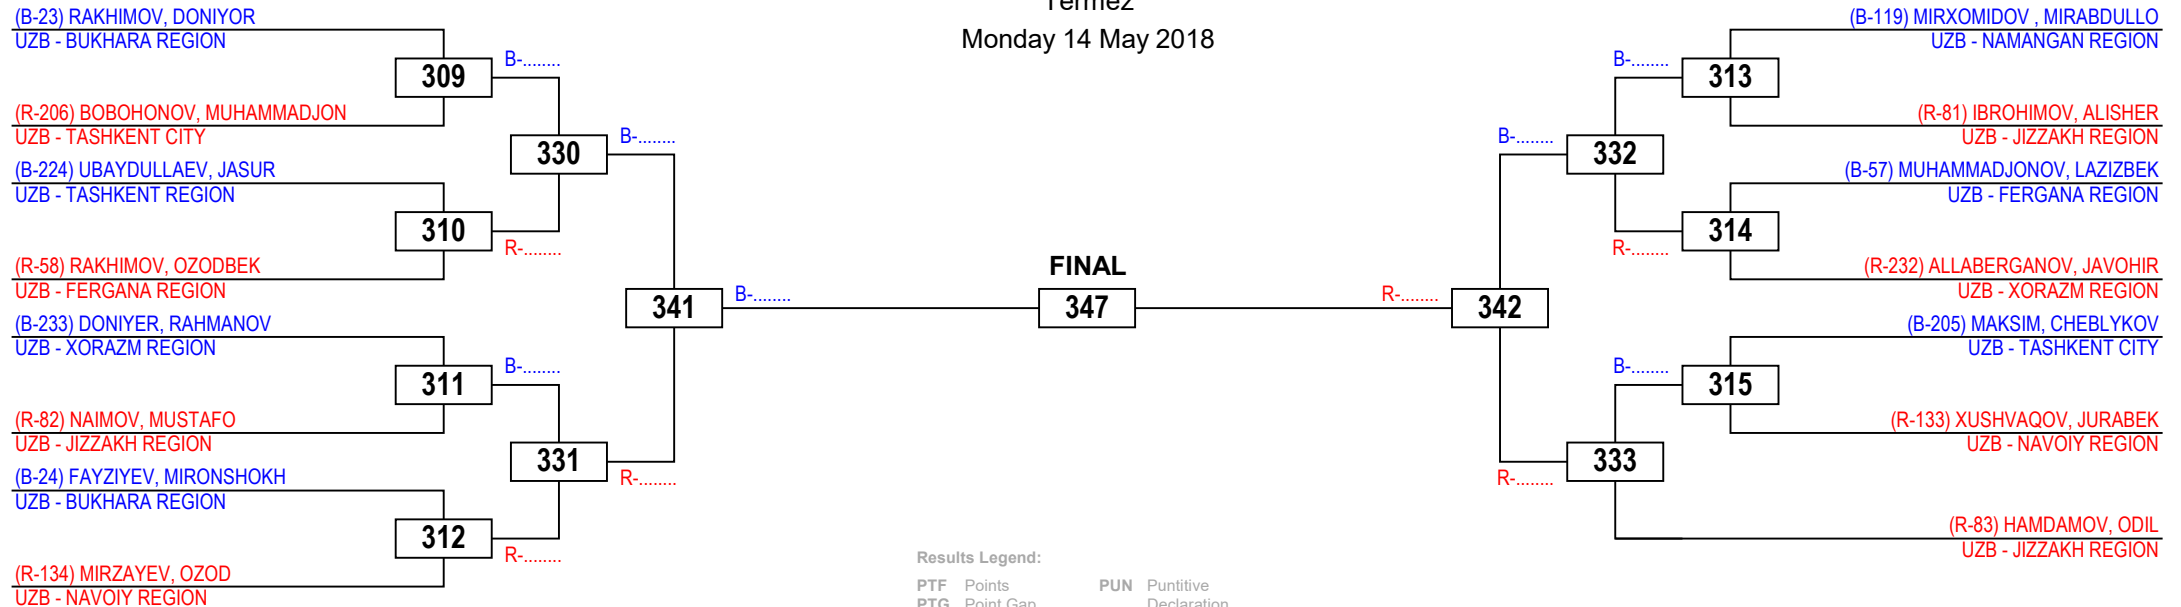 Termez
Monday 14 May 2018
(B-23) RAKHIMOV, DONIYOR
UZB - BUKHARA REGION
309
B-........
(R-206) BOBOHONOV, MUHAMMADJON
UZB - TASHKENT CITY
330
B-........
(B-224) UBAYDULLAEV, JASUR
UZB - TASHKENT REGION
310
R-........
(R-58) RAKHIMOV, OZODBEK
UZB - FERGANA REGION
341
B-........
(B-233) DONIYER, RAHMANOV
UZB - XORAZM REGION
311
B-........
(R-82) NAIMOV, MUSTAFO
UZB - JIZZAKH REGION
331
R-........
(B-24) FAYZIYEV, MIRONSHOKH
UZB - BUKHARA REGION
312
R-........
(R-134) MIRZAYEV, OZOD
UZB - NAVOIY REGION
FINAL
347
(B-119) MIRXOMIDOV , MIRABDULLO
UZB - NAMANGAN REGION
B-........
313
(R-81) IBROHIMOV, ALISHER
UZB - JIZZAKH REGION
B-........
332
(B-57) MUHAMMADJONOV, LAZIZBEK
UZB - FERGANA REGION
R-........
314
(R-232) ALLABERGANOV, JAVOHIR
UZB - XORAZM REGION
R-........
342
(B-205) MAKSIM, CHEBLYKOV
UZB - TASHKENT CITY
B-........
315
(R-133) XUSHVAQOV, JURABEK
UZB - NAVOIY REGION
R-........
333
(R-83) HAMDAMOV, ODIL
UZB - JIZZAKH REGION
Results Legend:
PTF Points PUN Puntitive
PTG Point Gap Declaration